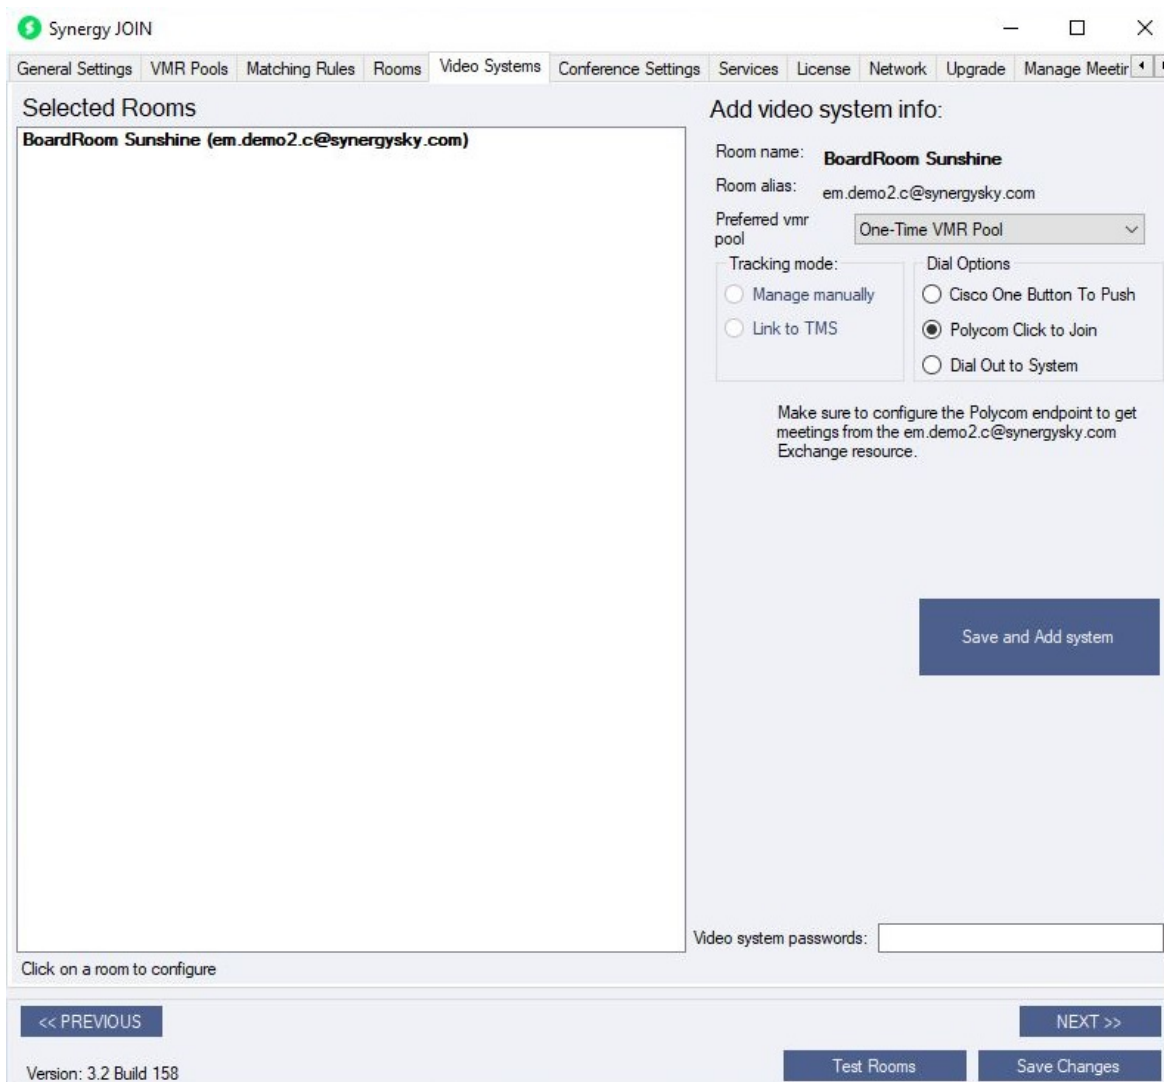 Synergy JOIN
General Settings VMR Pools Matching Rules Rooms Video Systems Conference Settings Services License Network Upgrade Manage Meetir
Selected Rooms
BoardRoom Sunshine (em.demo2.c@synergysky.com)
Click on a room to configure
Add video system info:
Room name: BoardRoom Sunshine
Room alias: em.demo2.c@synergysky.com
Preferred vmr
pool
One-Time VMR Pool
Tracking mode:
Manage manually
Link to TMS
Dial Options
Cisco One Button To Push
Polycom Click to Join
Dial Out to System
Make sure to configure the Polycom endpoint to get
meetings from the em.demo2.c@synergysky.com
Exchange resource.
Save and Add system
Video system passwords:
<< PREVIOUS
NEXT >>
Version: 3.2 Build 158
Test Rooms
Save Changes